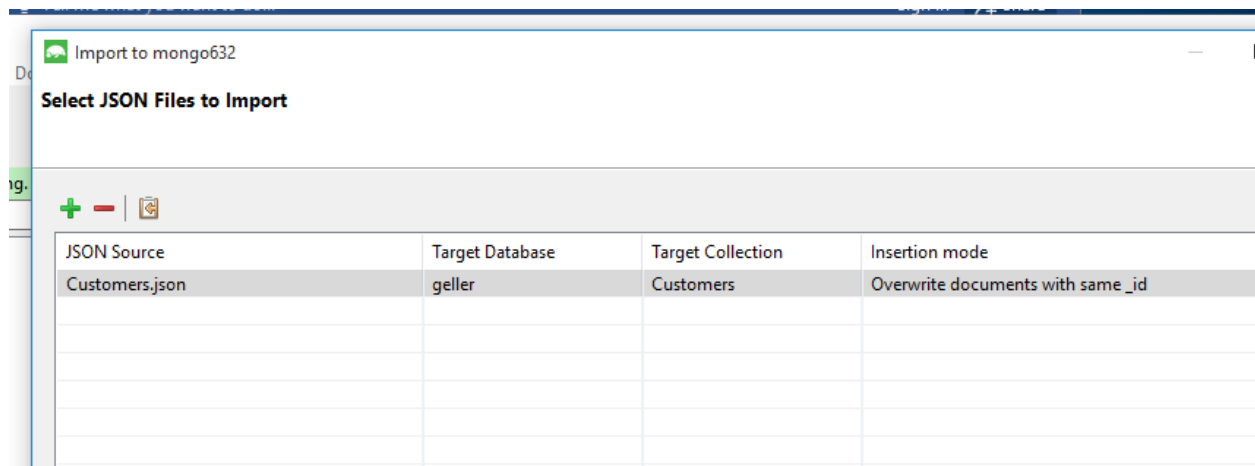 Import to mongo632
Select JSON Files to Import
JSON Source Target Database Target Collection Insertion mode
Customers.json geller Customers Overwrite documents with same _id